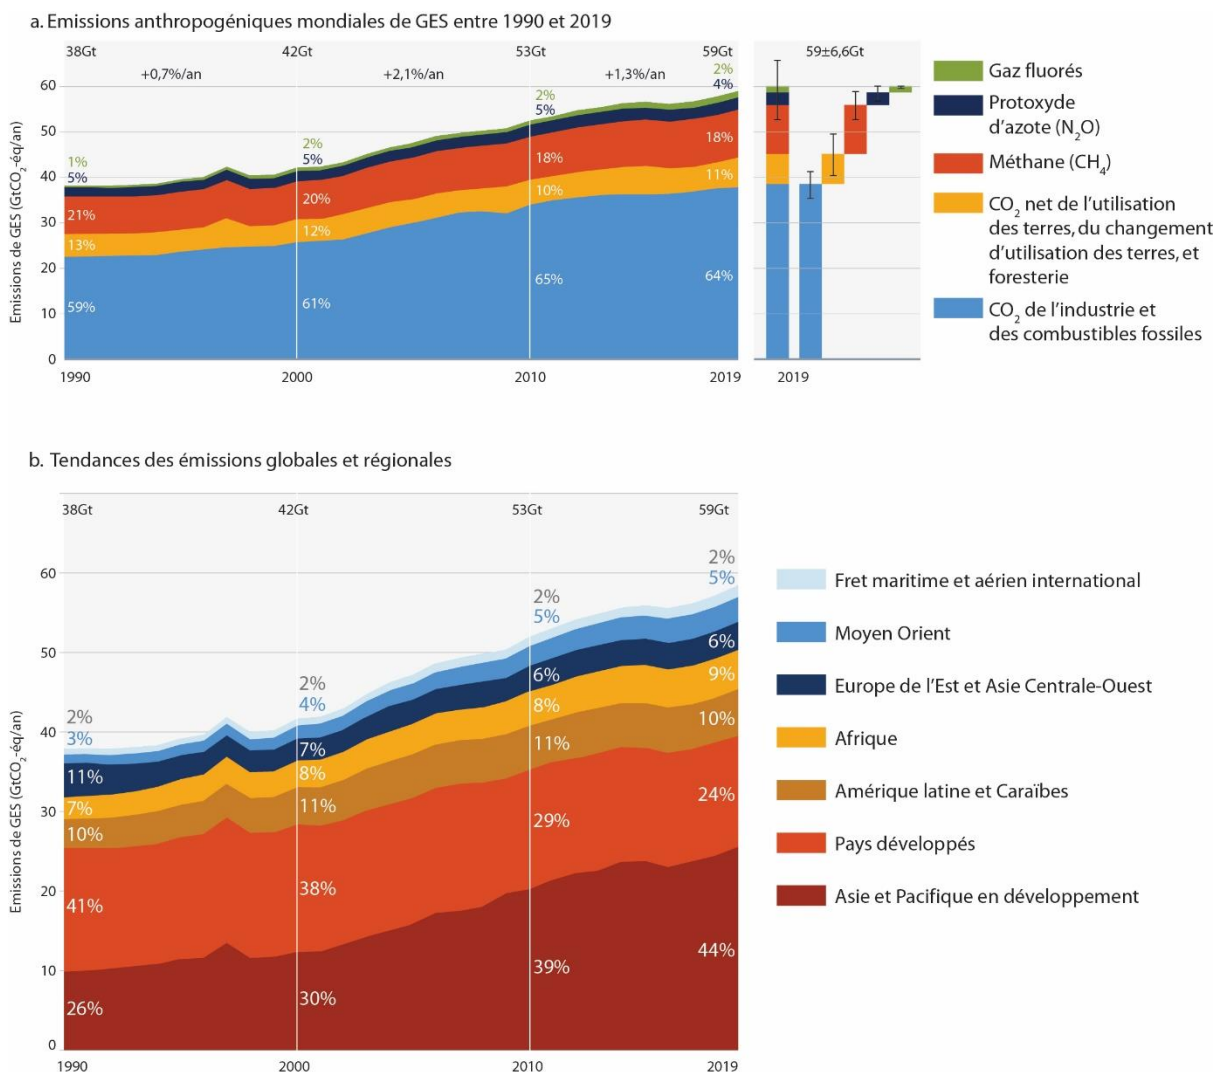 a. Emissions anthropogéniques mondiales de GES entre 1990 et 2019
38Gt
42Gt
53Gt
59Gt
59±6,6Gt
+0,7%/an
+2,1%/an
+1,3%/an
Emissions de GES (GtCO2-éq/an)
60
50
40
30
20
10
0
1%
5%
21%
13%
59%
2%
5%
20%
12%
61%
2%
5%
18%
10%
65%
2%
4%
18%
11%
64%
1990
2000
2010
2019
2019
Gaz fluorés
Protoxyde
d'azote (N2O)
Méthane (CH4)
CO2 net de l'utilisation
des terres, du changement
d'utilisation des terres, et
foresterie
CO2 de l'industrie et
des combustibles fossiles
b. Tendances des émissions globales et régionales
38Gt
42Gt
53Gt
59Gt
Emissions de GES (GtCO2-éq/an)
60
50
40
30
20
10
0
2%
3%
11%
7%
10%
41%
26%
2%
4%
7%
8%
11%
38%
30%
2%
5%
6%
8%
11%
29%
39%
2%
5%
6%
9%
10%
24%
44%
1990
2000
2010
2019
Fret maritime et aérien international
Moyen Orient
Europe de l'Est et Asie Centrale-Ouest
Afrique
Amérique latine et Caraïbes
Pays développés
Asie et Pacifique en développement